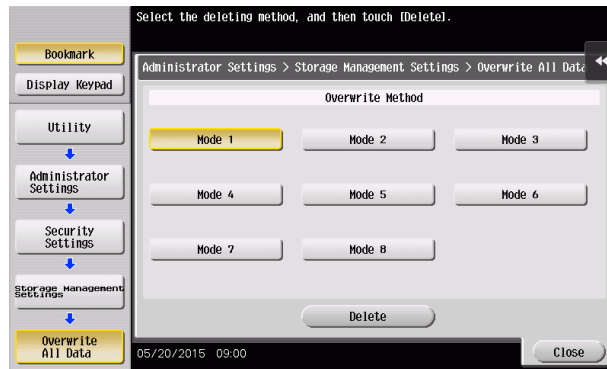 Select the deleting method, and then touch [Delete].
Bookmark
Display Keypad
Utility
Administrator
Settings
Security
Settings
Storage Management
Settings
Overwrite
All Data
Administrator Settings > Storage Management Settings > Overwrite All Data
Overwrite Method
Mode 1
Mode 2
Mode 3
Mode 4
Mode 5
Mode 6
Mode 7
Mode 8
Delete
05/20/2015 09:00
Close